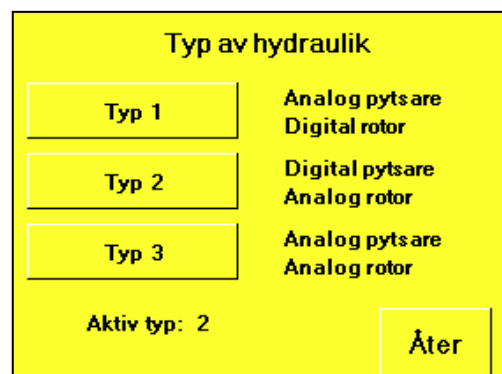 Typ av hydraulik
Typ 1
Analog pytsare
Digital rotor
Typ 2
Digital pytsare
Analog rotor
Typ 3
Analog pytsare
Analog rotor
Aktiv typ: 2
Åter